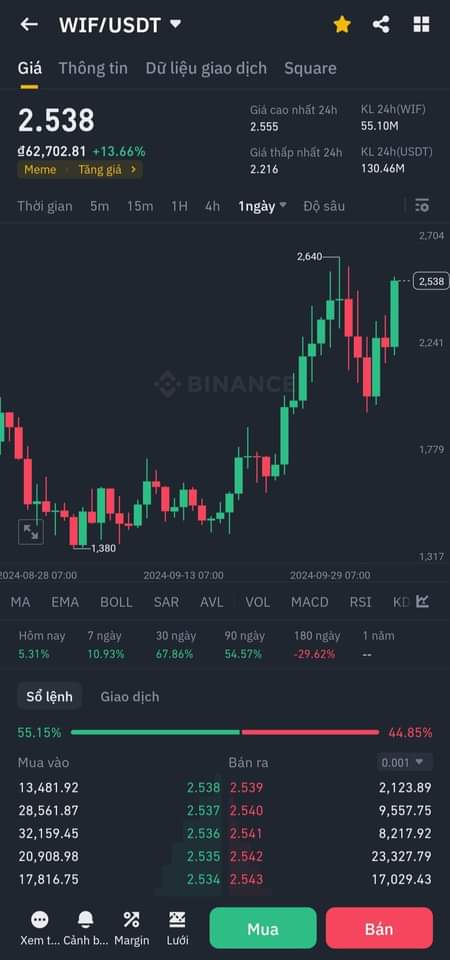 WIF/USDT
Giá Thông tin Dữ liệu giao dịch Square
2.538
₫62,702.81 +13.66%
Meme · Tăng giá
Giá cao nhất 24h
2.555
KL 24h(WIF)
55.10M
Giá thấp nhất 24h
2.216
KL 24h(USDT)
130.46M
Thời gian 5m 15m 1H 4h 1ngày Độ sâu
2,704
2,640
2,538
2,241
BINANCE
1,779
1,380
1,317
2024-08-28 07:00 2024-09-13 07:00 2024-09-29 07:00
MA EMA BOLL SAR AVL VOL MACD RSI KD
Hôm nay 7 ngày 30 ngày 90 ngày 180 ngày 1 năm
5.31% 10.93% 67.86% 54.57% -29.62% --
Sổ lệnh Giao dịch
55.15% 44.85%
Mua vào Bán ra 0.001
13,481.92 2.538 2.539 2,123.89
28,561.87 2.537 2.540 9,557.75
32,159.45 2.536 2.541 8,217.92
20,908.98 2.535 2.542 23,327.79
17,816.75 2.534 2.543 17,029.43
Xem t... Cảnh b... Margin Lưới Mua Bán